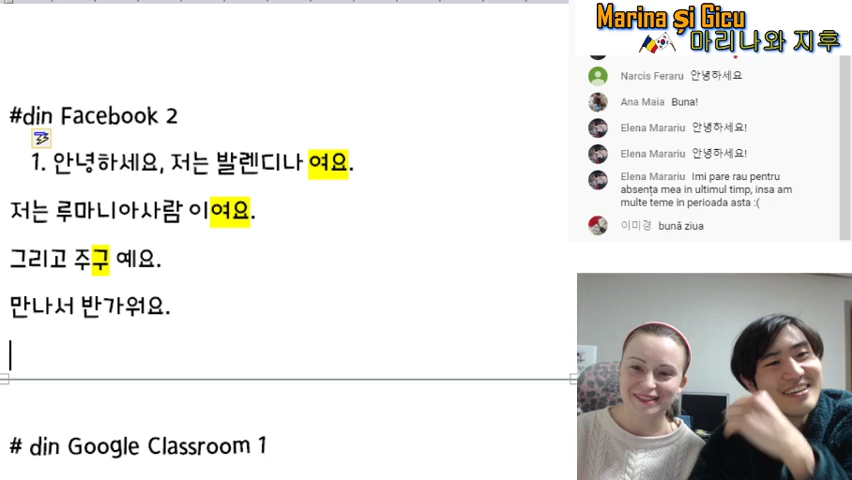 #din Facebook 2
1. 안녕하세요, 저는 발렌디나 여요.
저는 루마니아사람 이여요.
그리고 주구 예요.
만나서 반가워요.
# din Google Classroom 1
Marina și Gicu
마리나와 지후
Narcis Feraru 안녕하세요
Ana Maia Buna!
Elena Marariu 안녕하세요!
Elena Marariu 안녕하세요!
Elena Marariu Imi pare rau pentru
absența mea in ultimul timp, insa am
multe teme in perioada asta :(
이미경 bună ziua